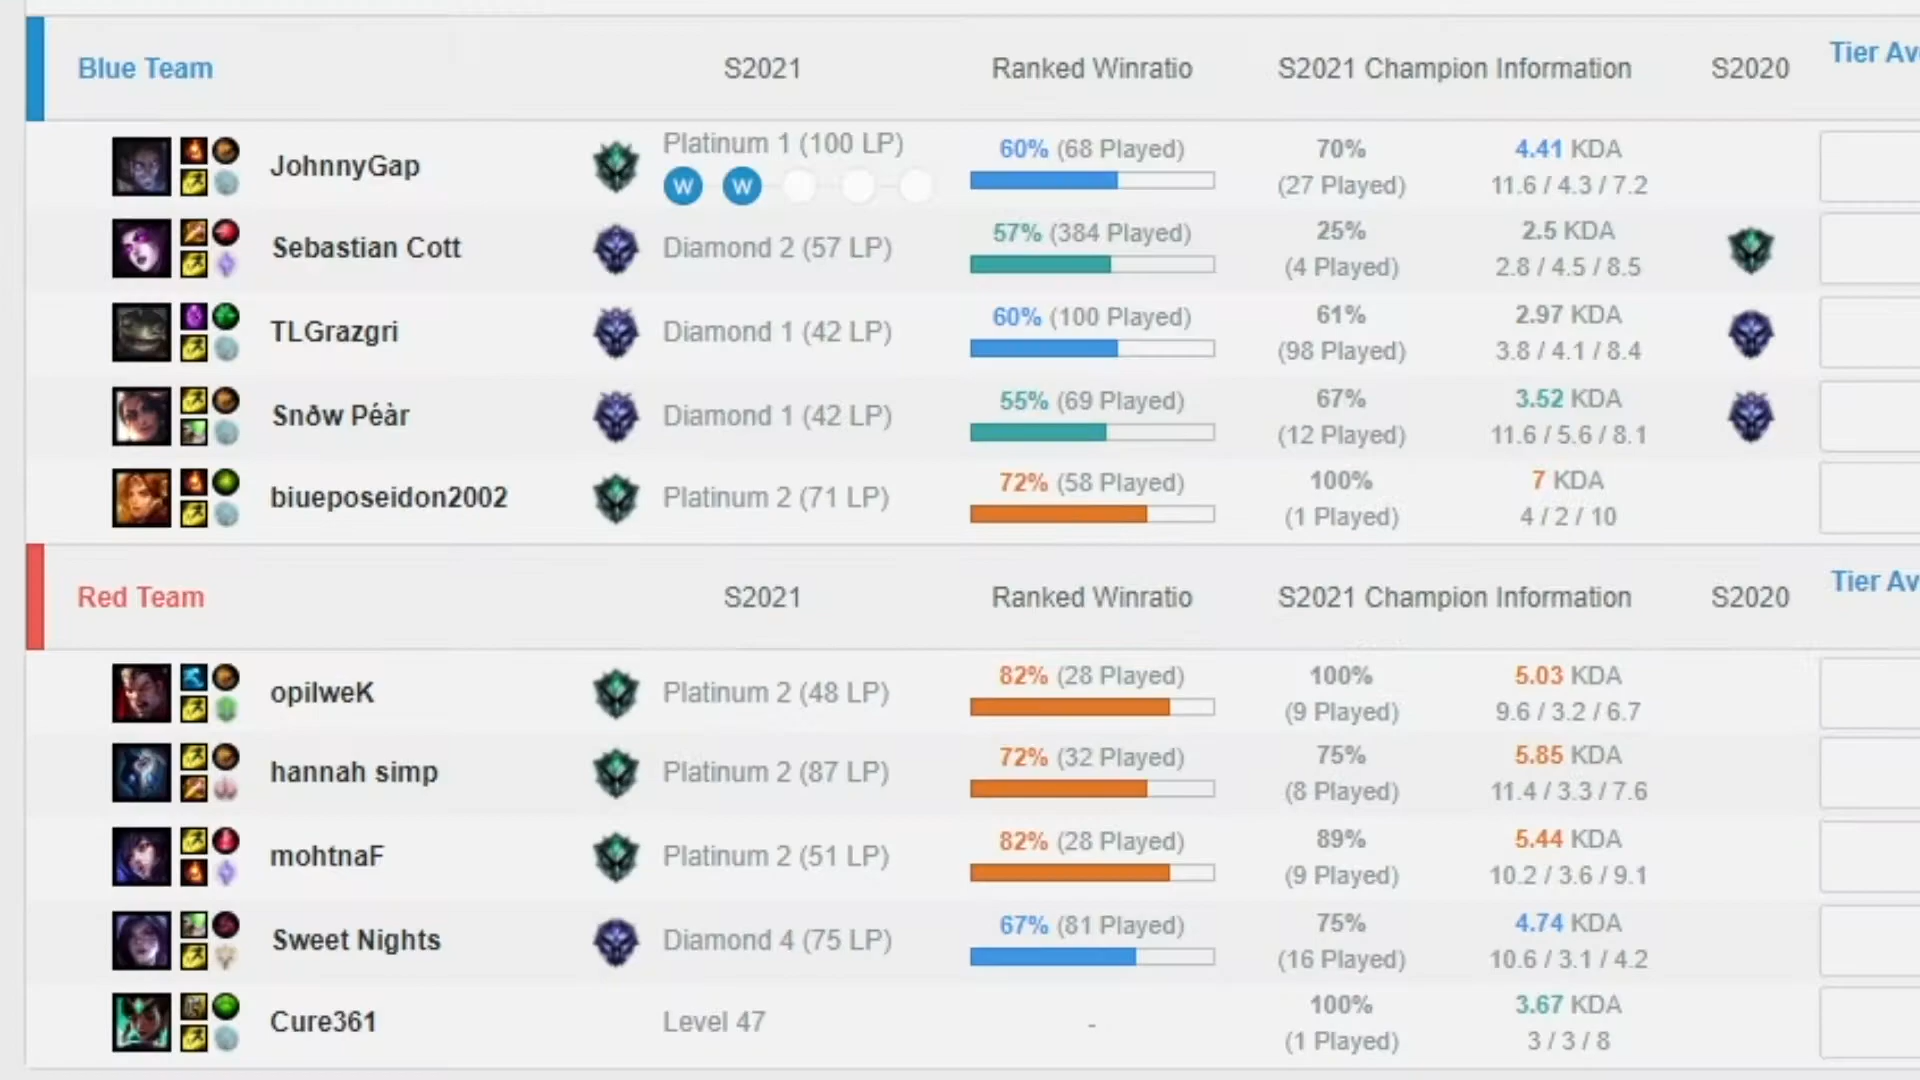 Blue Team S2021 Ranked Winratio S2021 Champion Information S2020 Tier Av
JohnnyGap Platinum 1 (100 LP) 60% (68 Played) 70% 4.41 KDA
W W (27 Played) 11.6 / 4.3 / 7.2
Sebastian Cott Diamond 2 (57 LP) 57% (384 Played) 25% 2.5 KDA
(4 Played) 2.8 / 4.5 / 8.5
TLGrazgri Diamond 1 (42 LP) 60% (100 Played) 61% 2.97 KDA
(98 Played) 3.8 / 4.1 / 8.4
Snðw Péàr Diamond 1 (42 LP) 55% (69 Played) 67% 3.52 KDA
(12 Played) 11.6 / 5.6 / 8.1
biueposeidon2002 Platinum 2 (71 LP) 72% (58 Played) 100% 7 KDA
(1 Played) 4 / 2 / 10
Red Team S2021 Ranked Winratio S2021 Champion Information S2020 Tier Av
opilweK Platinum 2 (48 LP) 82% (28 Played) 100% 5.03 KDA
(9 Played) 9.6 / 3.2 / 6.7
hannah simp Platinum 2 (87 LP) 72% (32 Played) 75% 5.85 KDA
(8 Played) 11.4 / 3.3 / 7.6
mohtnaF Platinum 2 (51 LP) 82% (28 Played) 89% 5.44 KDA
(9 Played) 10.2 / 3.6 / 9.1
Sweet Nights Diamond 4 (75 LP) 67% (81 Played) 75% 4.74 KDA
(16 Played) 10.6 / 3.1 / 4.2
Cure361 Level 47 - 100% 3.67 KDA
(1 Played) 3 / 3 / 8